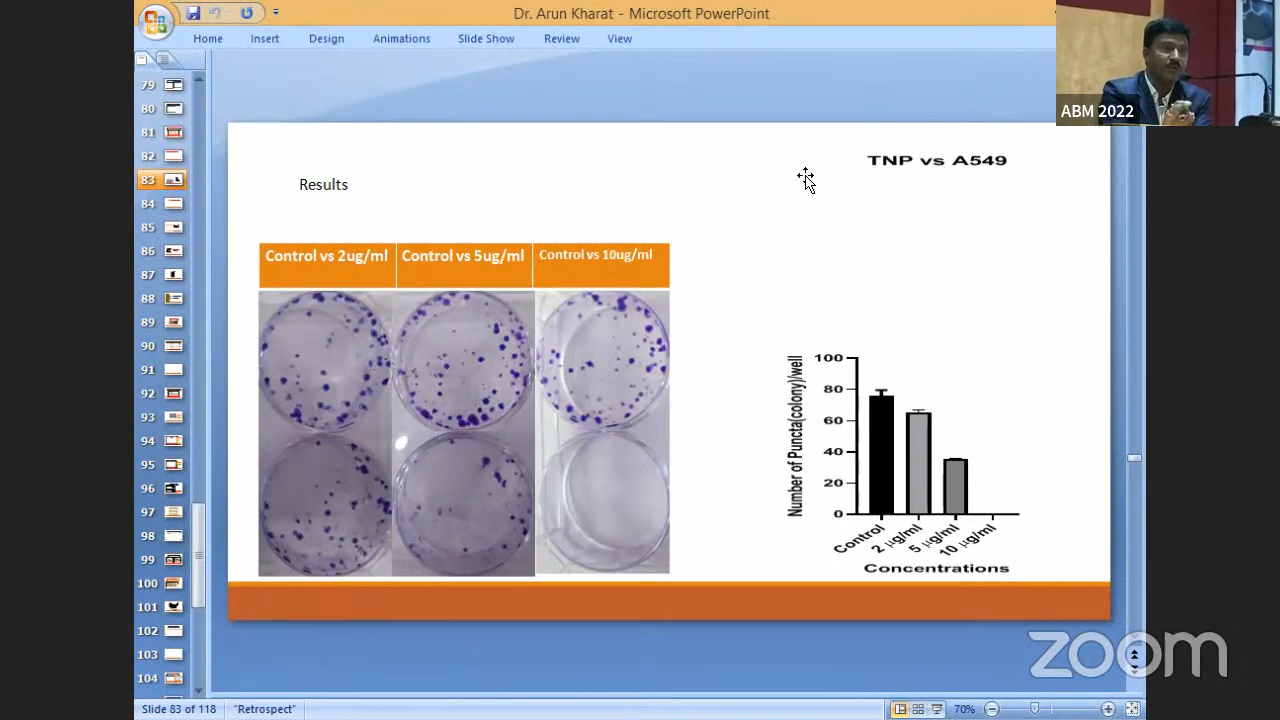 Dr. Arun Kharat - Microsoft PowerPoint
Home Insert Design Animations Slide Show Review View
ABM 2022
79
80
81
82
83
84
85
86
87
88
89
90
91
92
93
94
95
96
97
98
99
100
101
102
103
104
Results
TNP vs A549
Control vs 2ug/ml Control vs 5ug/ml Control vs 10ug/ml
Number of Puncta(colony)/well
100
80
60
40
20
0
Control 2 µg/ml 5 µg/ml 10 µg/ml
Concentrations
zoom
Slide 83 of 118 "Retrospect" 70%